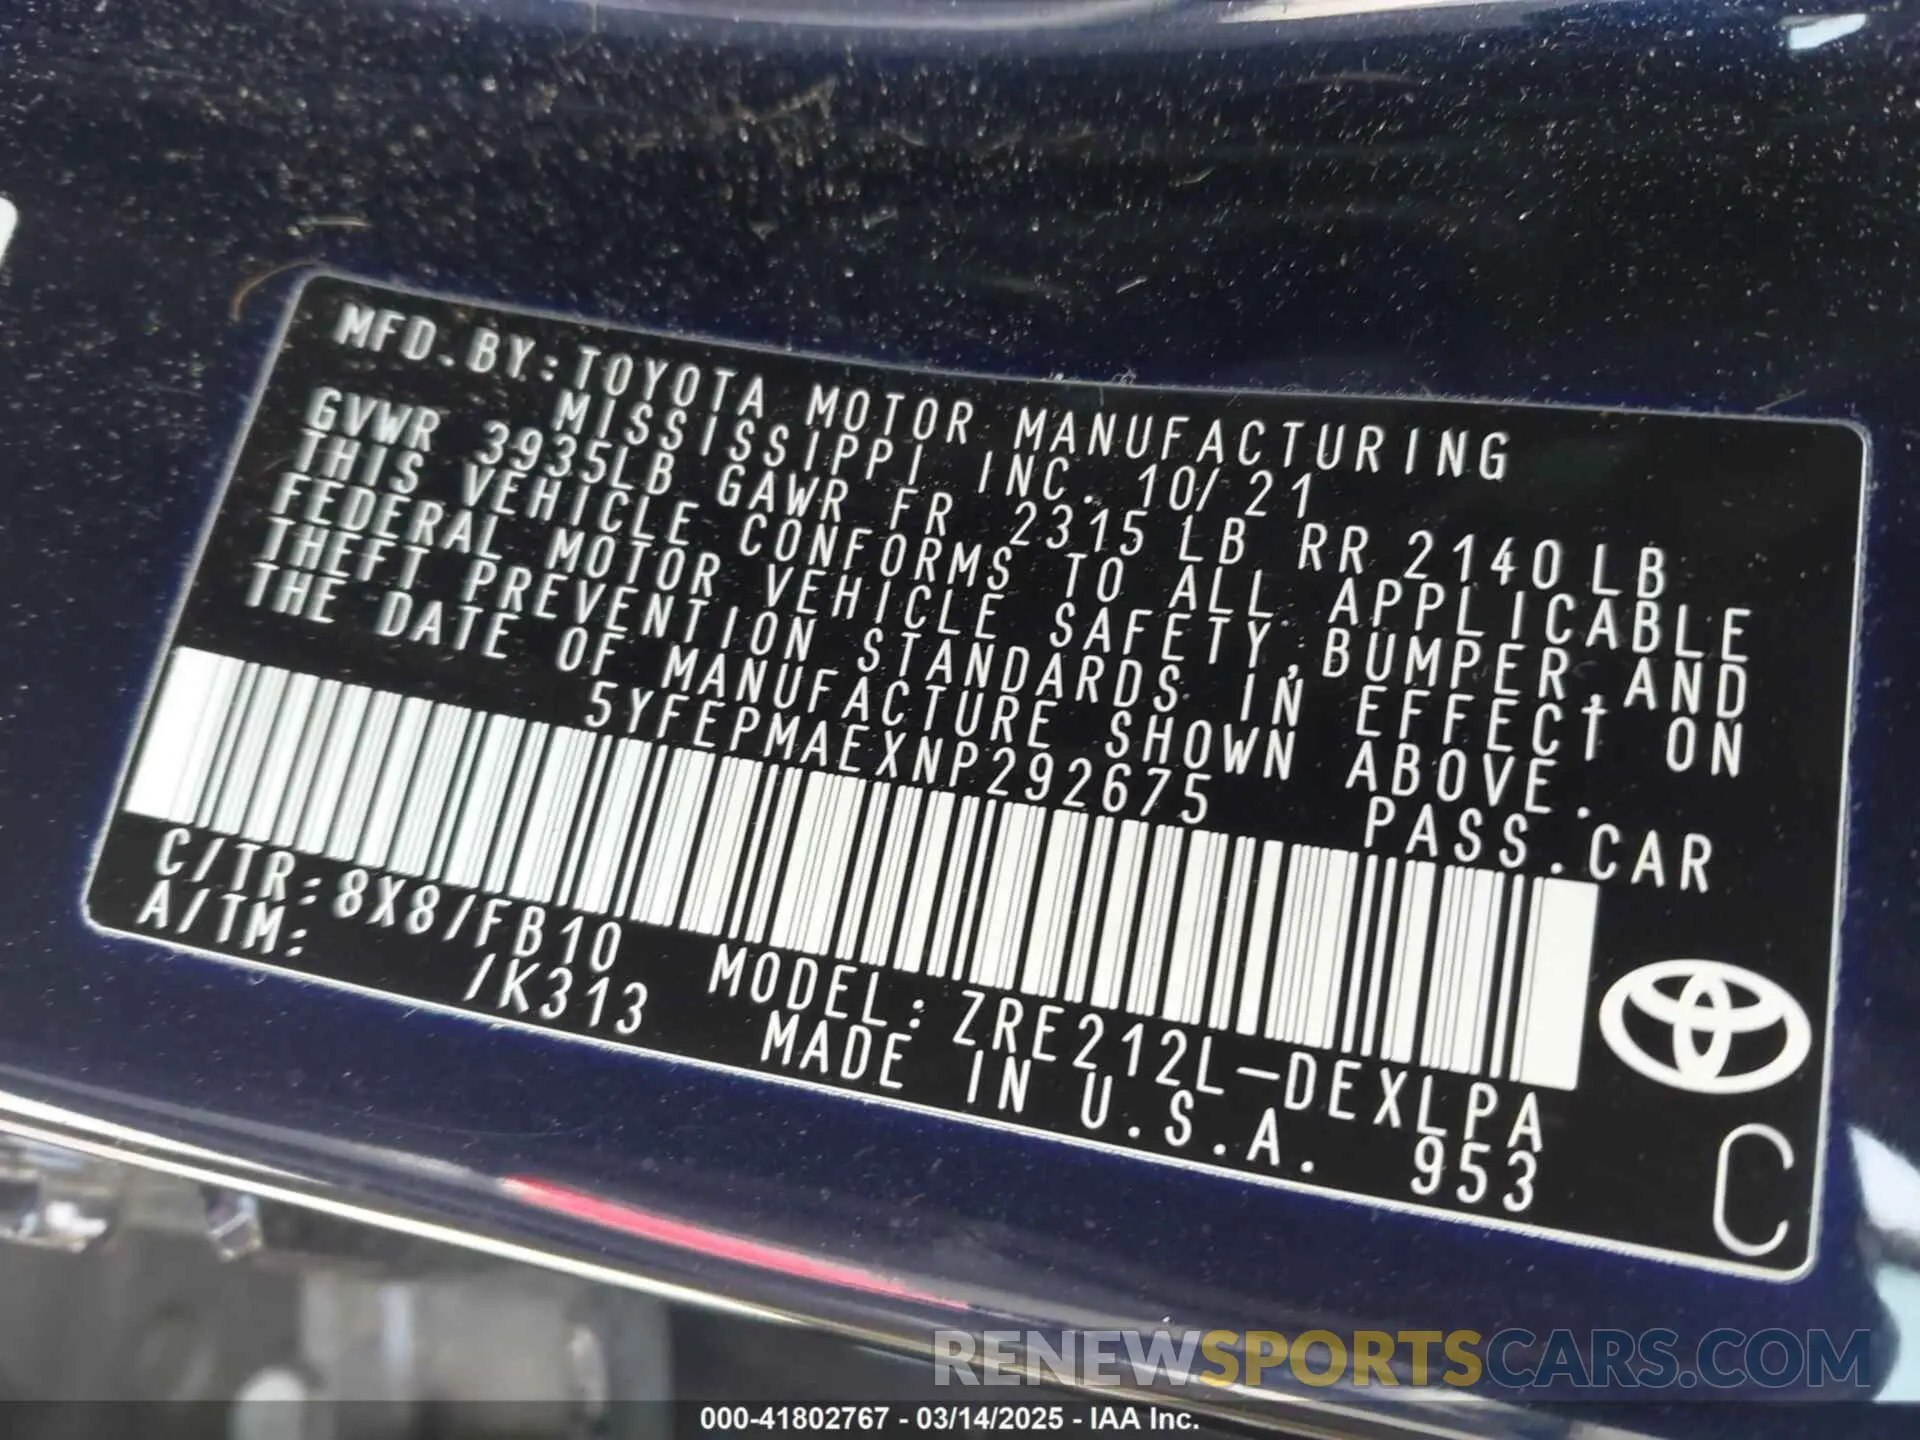 MFD.BY:TOYOTA MOTOR MANUFACTURING
MISSISSIPPI INC. 10/21
GVWR 3935LB GAWR FR 2315LB RR 2140LB
THIS VEHICLE CONFORMS TO ALL APPLICABLE
FEDERAL MOTOR VEHICLE SAFETY,BUMPER,AND
THEFT PREVENTION STANDARDS IN EFFECT ON
THE DATE OF MANUFACTURE SHOWN ABOVE.
5YFEPMAEXNP292675 PASS.CAR
C/TR:8X8/FB10 MODEL:ZRE212L-DEXLPA
A/TM: /K313 MADE IN U.S.A. 953
C
RENEWSPORTSCARS.COM
000-41802767 - 03/14/2025 - IAA Inc.